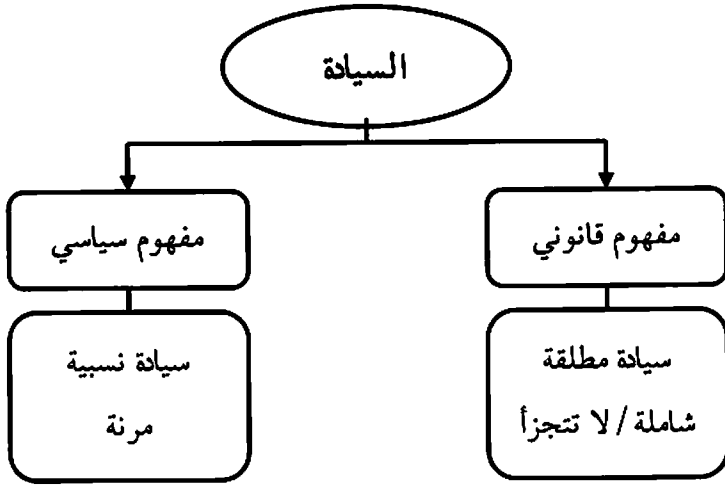 السيادة
مفهوم قانوني
مفهوم سياسي
سيادة مطلقة
شاملة / لا تتجزأ
سيادة نسبية
مرنة